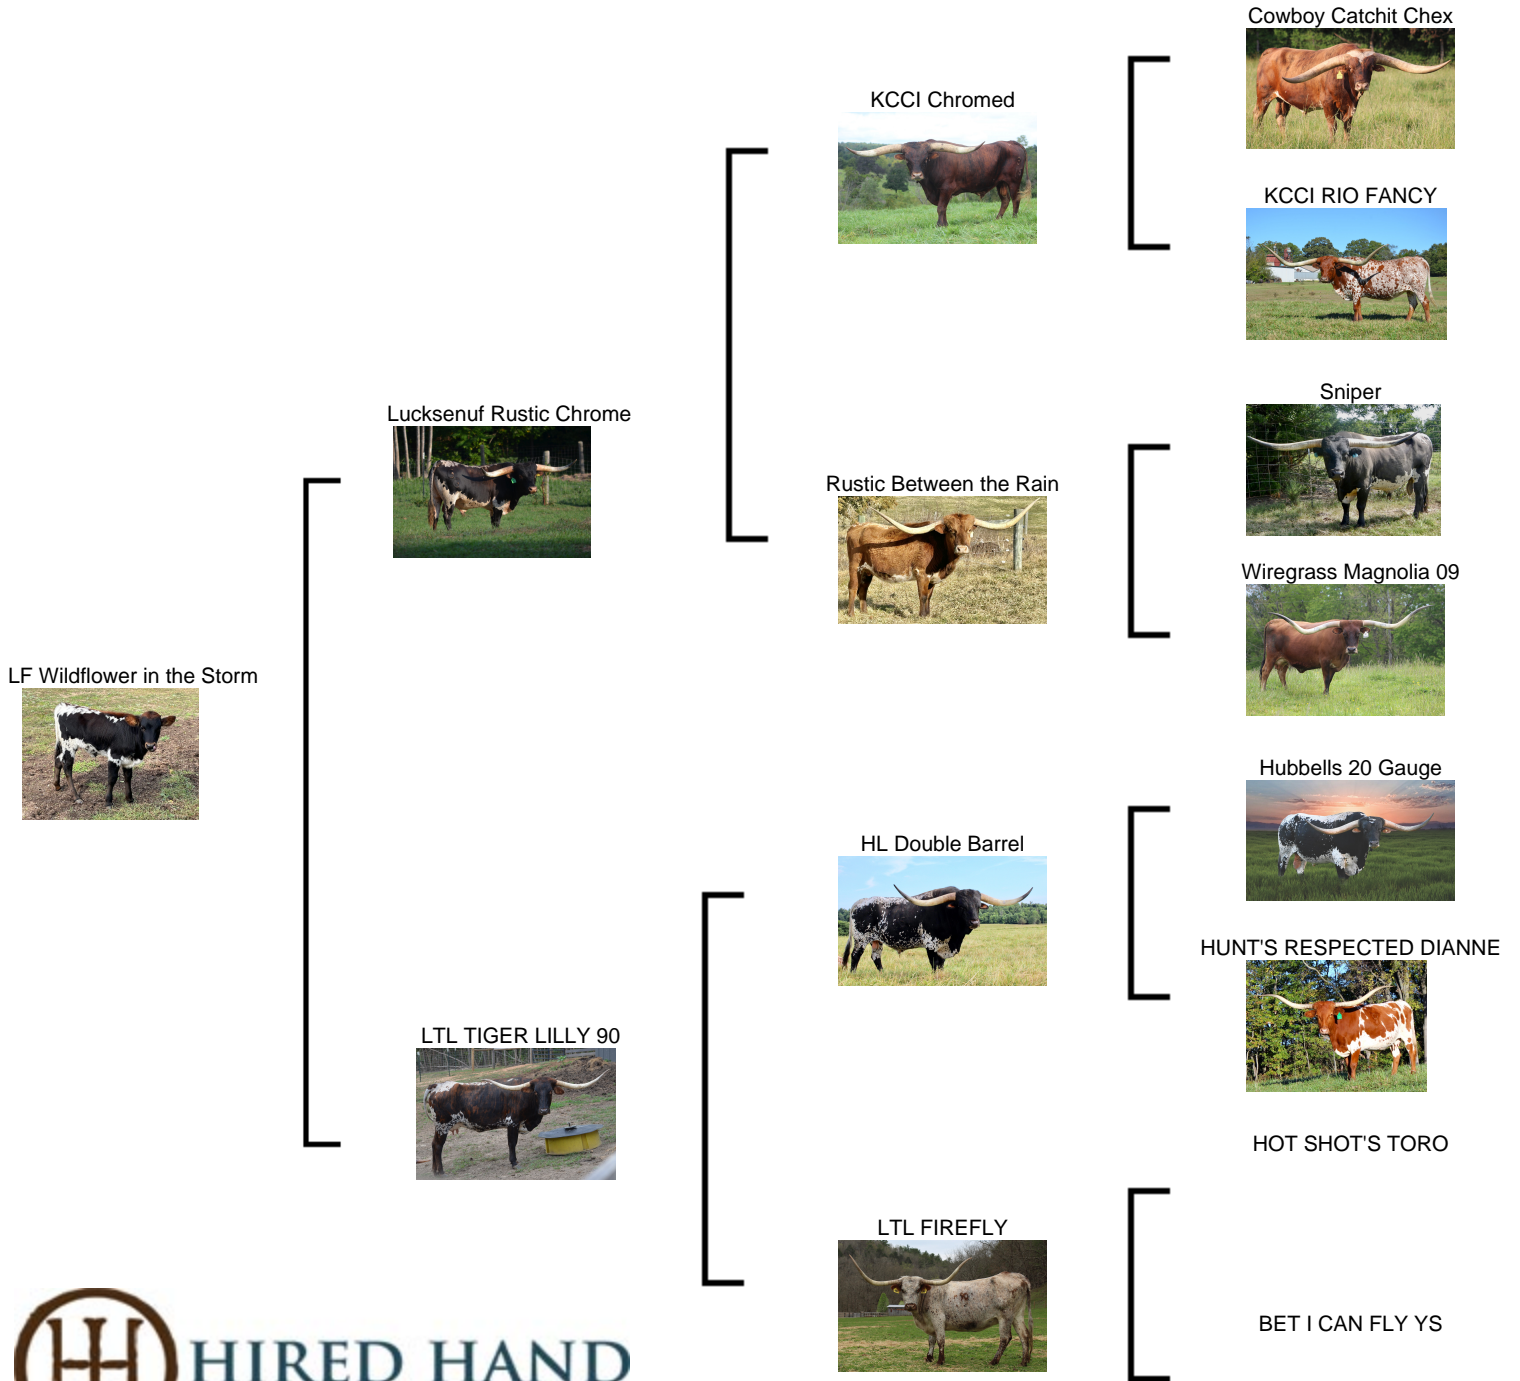 Cowboy Catchit Chex
KCCI Chromed
KCCI RIO FANCY
Sniper
Lucksenuf Rustic Chrome
Rustic Between the Rain
Wiregrass Magnolia 09
LF Wildflower in the Storm
Hubbells 20 Gauge
HL Double Barrel
HUNT'S RESPECTED DIANNE
LTL TIGER LILLY 90
HOT SHOT'S TORO
LTL FIREFLY
BET I CAN FLY YS
HIRED HAND